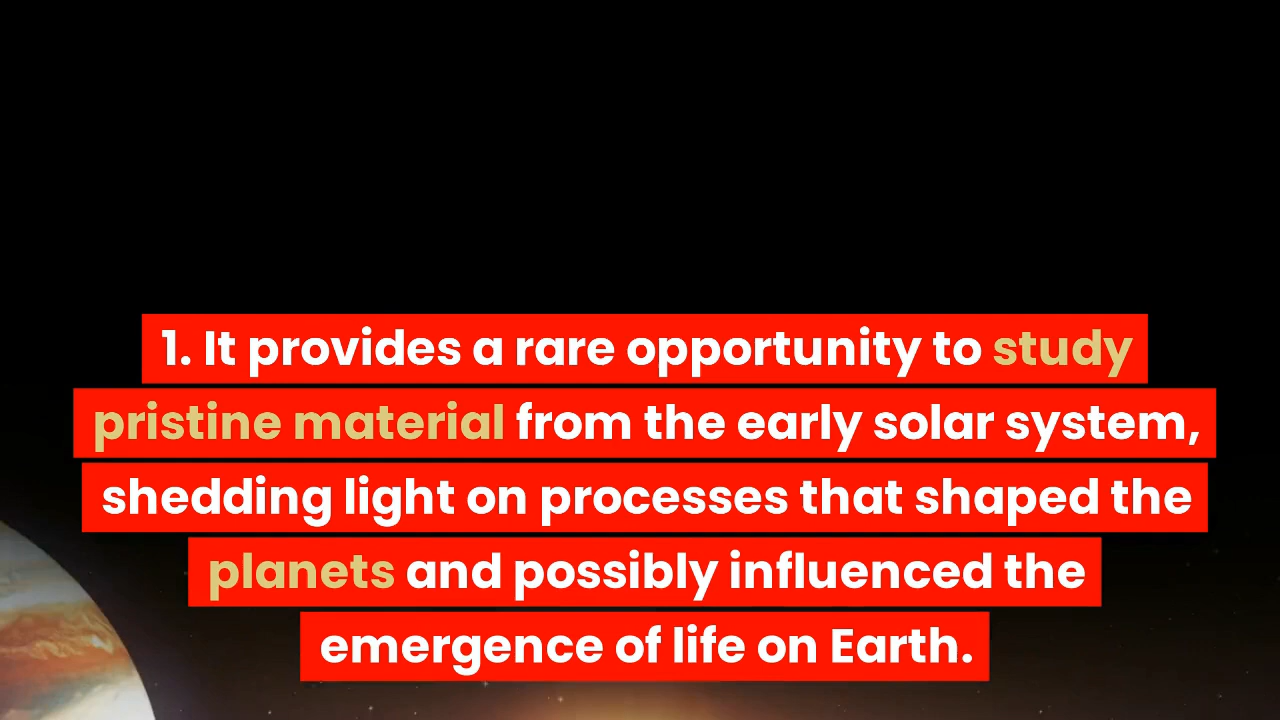 1. It provides a rare opportunity to study
pristine material from the early solar system,
shedding light on processes that shaped the
planets and possibly influenced the
emergence of life on Earth.